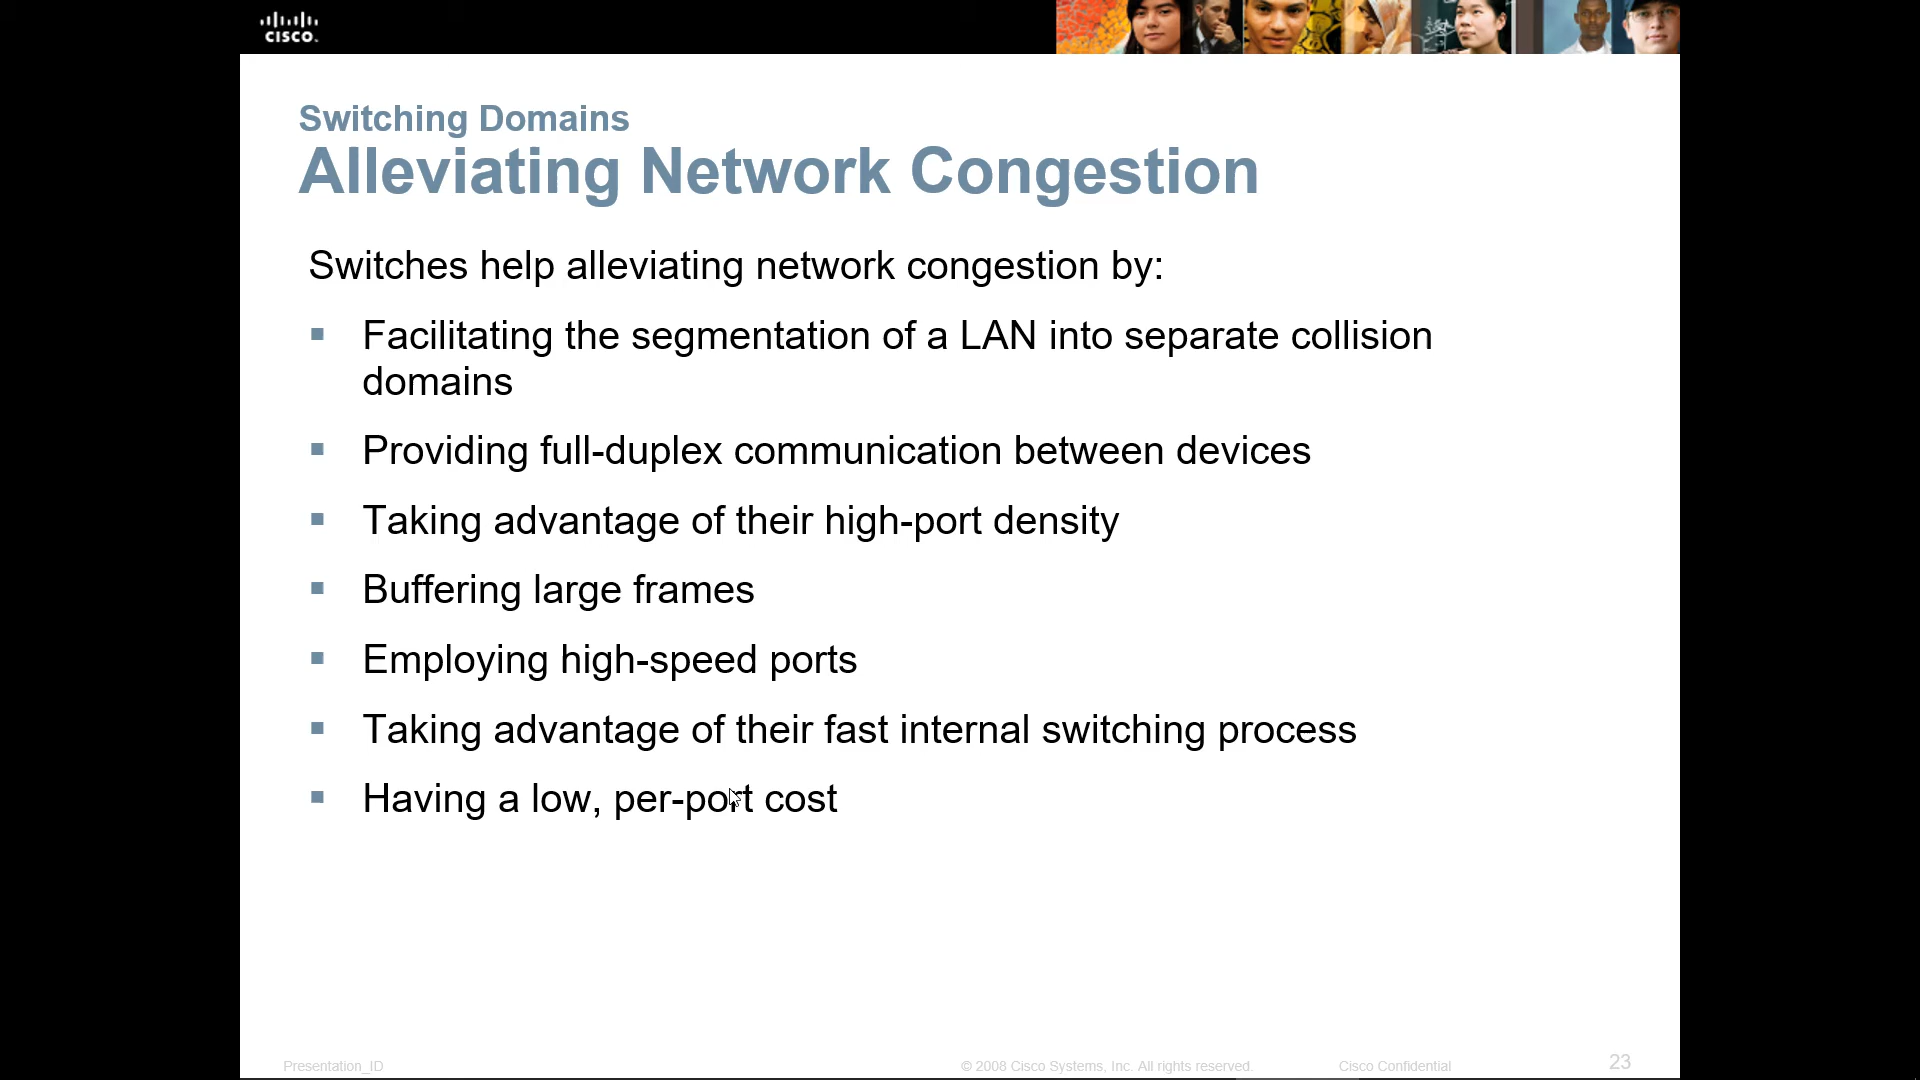 CISCO.
Switching Domains
Alleviating Network Congestion
Switches help alleviating network congestion by:
▪ Facilitating the segmentation of a LAN into separate collision
domains
▪ Providing full-duplex communication between devices
▪ Taking advantage of their high-port density
▪ Buffering large frames
▪ Employing high-speed ports
▪ Taking advantage of their fast internal switching process
▪ Having a low, per-port cost
Presentation_ID © 2008 Cisco Systems, Inc. All rights reserved. Cisco Confidential 23